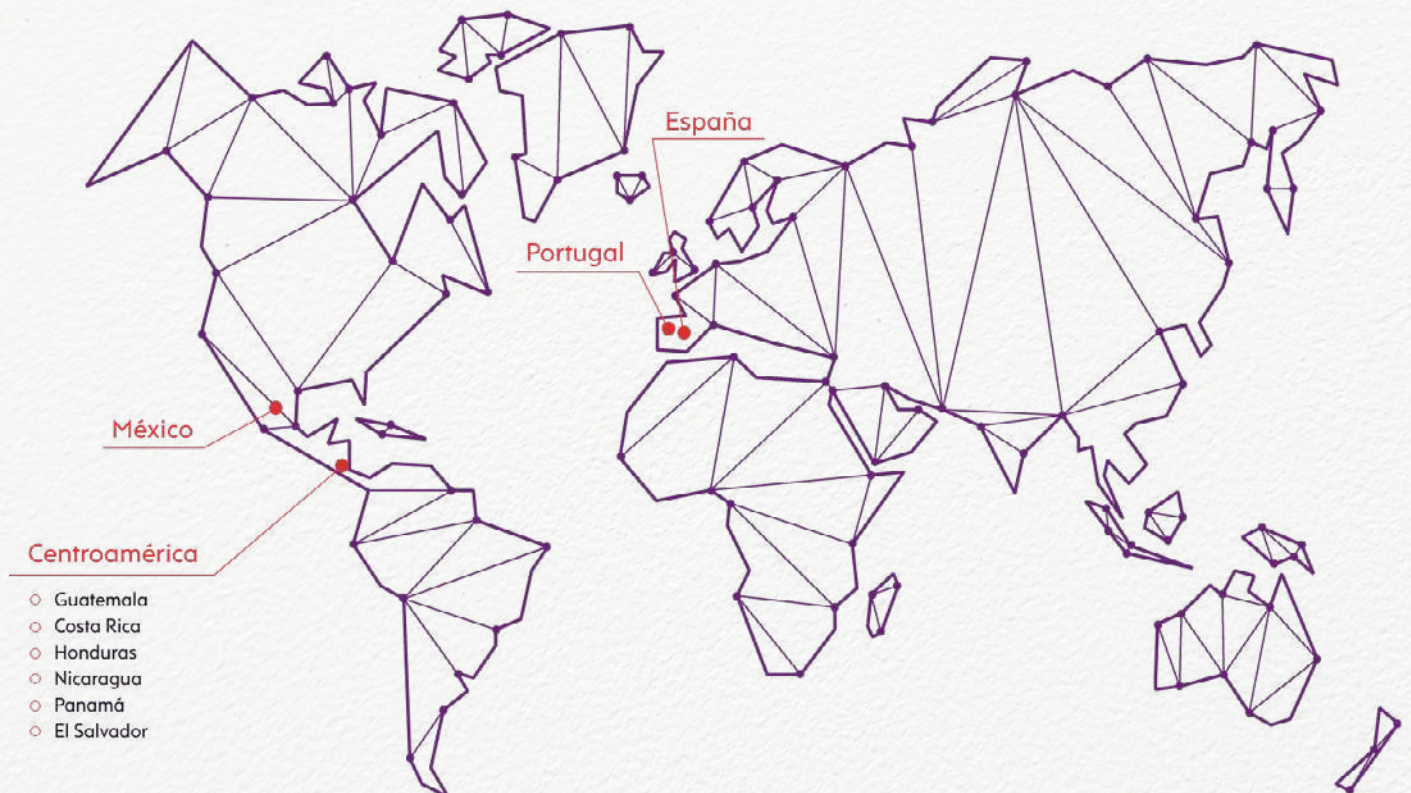 España
Portugal
México
Centroamérica
Guatemala
Costa Rica
Honduras
Nicaragua
Panamá
El Salvador